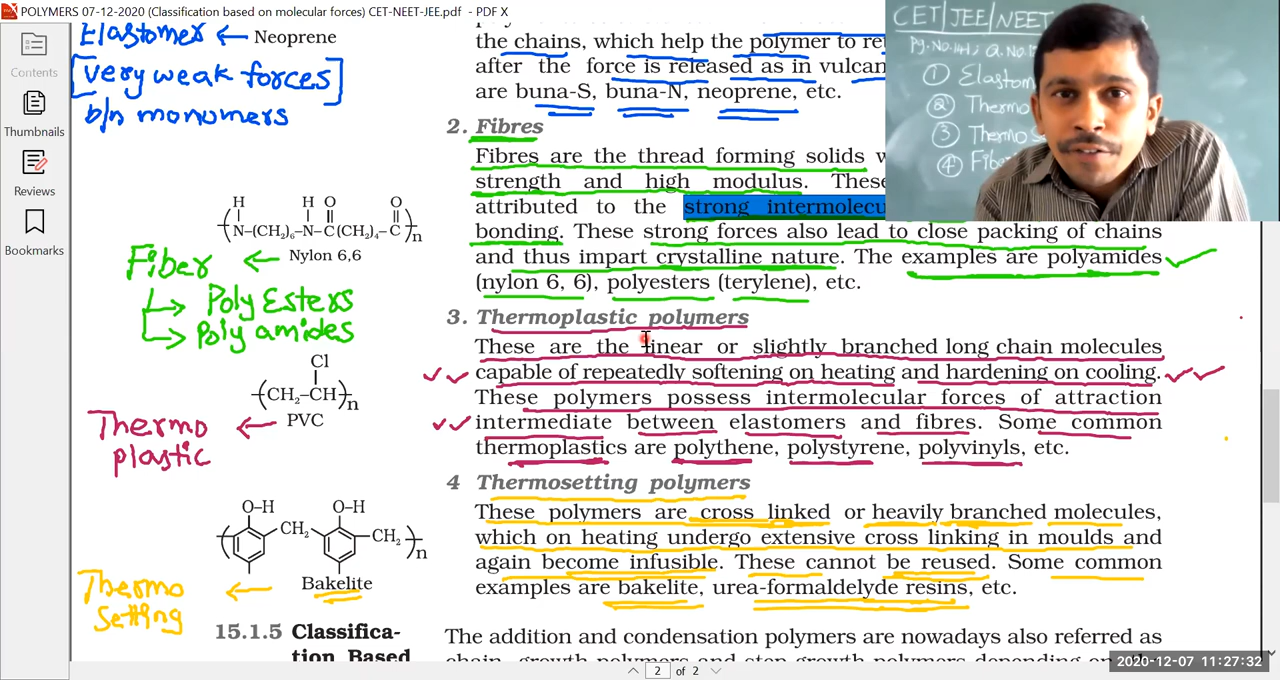 POLYMERS 07-12-2020 (Classification based on molecular forces) CET-NEET-JEE.pdf - PDF X
Contents
Thumbnails
Reviews
Bookmarks
Elastomer ← Neoprene
[Very weak forces]
b/n monomers
the chains, which help the polymer to
after the force is released as in
are buna-S, buna-N, neoprene, etc.
2. Fibres
Fibres are the thread forming solids
strength and high modulus. These
attributed to the strong
bonding. These strong forces also lead to close packing of chains
and thus impart crystalline nature. The examples are polyamides
(nylon 6, 6), polyesters (terylene), etc.
H H O O
N–(CH2)6–N–C(CH2)4–C n
Fiber ← Nylon 6,6
→ Poly Esters
→ Poly amides
3. Thermoplastic polymers
These are the linear or slightly branched long chain molecules
capable of repeatedly softening on heating and hardening on cooling.
These polymers possess intermolecular forces of attraction
intermediate between elastomers and fibres. Some common
thermoplastics are polythene, polystyrene, polyvinyls, etc.
Cl
(CH2–CH)n
Thermo ← PVC
plastic
4 Thermosetting polymers
These polymers are cross linked or heavily branched molecules,
which on heating undergo extensive cross linking in moulds and
again become infusible. These cannot be reused. Some common
examples are bakelite, urea-formaldelyde resins, etc.
O–H O–H
CH2 CH2 n
Thermo ← Bakelite
Setting
15.1.5 Classifica-
tion Based
The addition and condensation polymers are nowadays also referred as
CET/JEE/NEET
① Elastom
② Thermo
③ Thermo S
④ Fib
2 of 2
2020-12-07 11:27:32